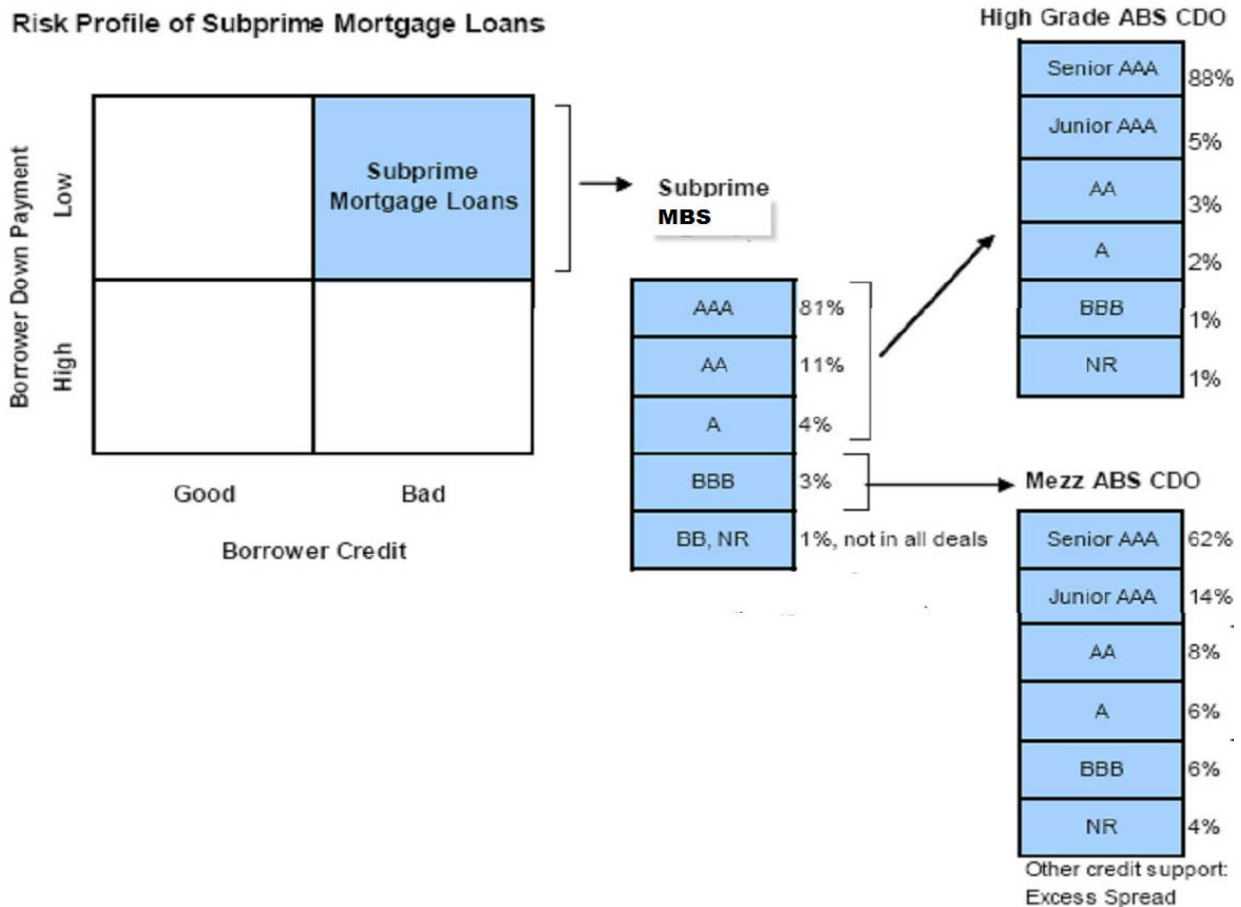 Risk Profile of Subprime Mortgage Loans
Borrower Down Payment
Low
High
Subprime
Mortgage Loans
Good
Bad
Borrower Credit
Subprime
MBS
AAA 81%
AA 11%
A 4%
BBB 3%
BB, NR 1%, not in all deals
High Grade ABS CDO
Senior AAA 88%
Junior AAA 5%
AA 3%
A 2%
BBB 1%
NR 1%
Mezz ABS CDO
Senior AAA 62%
Junior AAA 14%
AA 8%
A 6%
BBB 6%
NR 4%
Other credit support:
Excess Spread